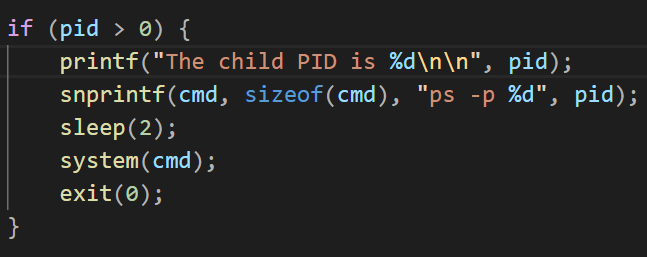 if (pid > 0) {
    printf("The child PID is %d\n\n", pid);
    snprintf(cmd, sizeof(cmd), "ps -p %d", pid);
    sleep(2);
    system(cmd);
    exit(0);
}